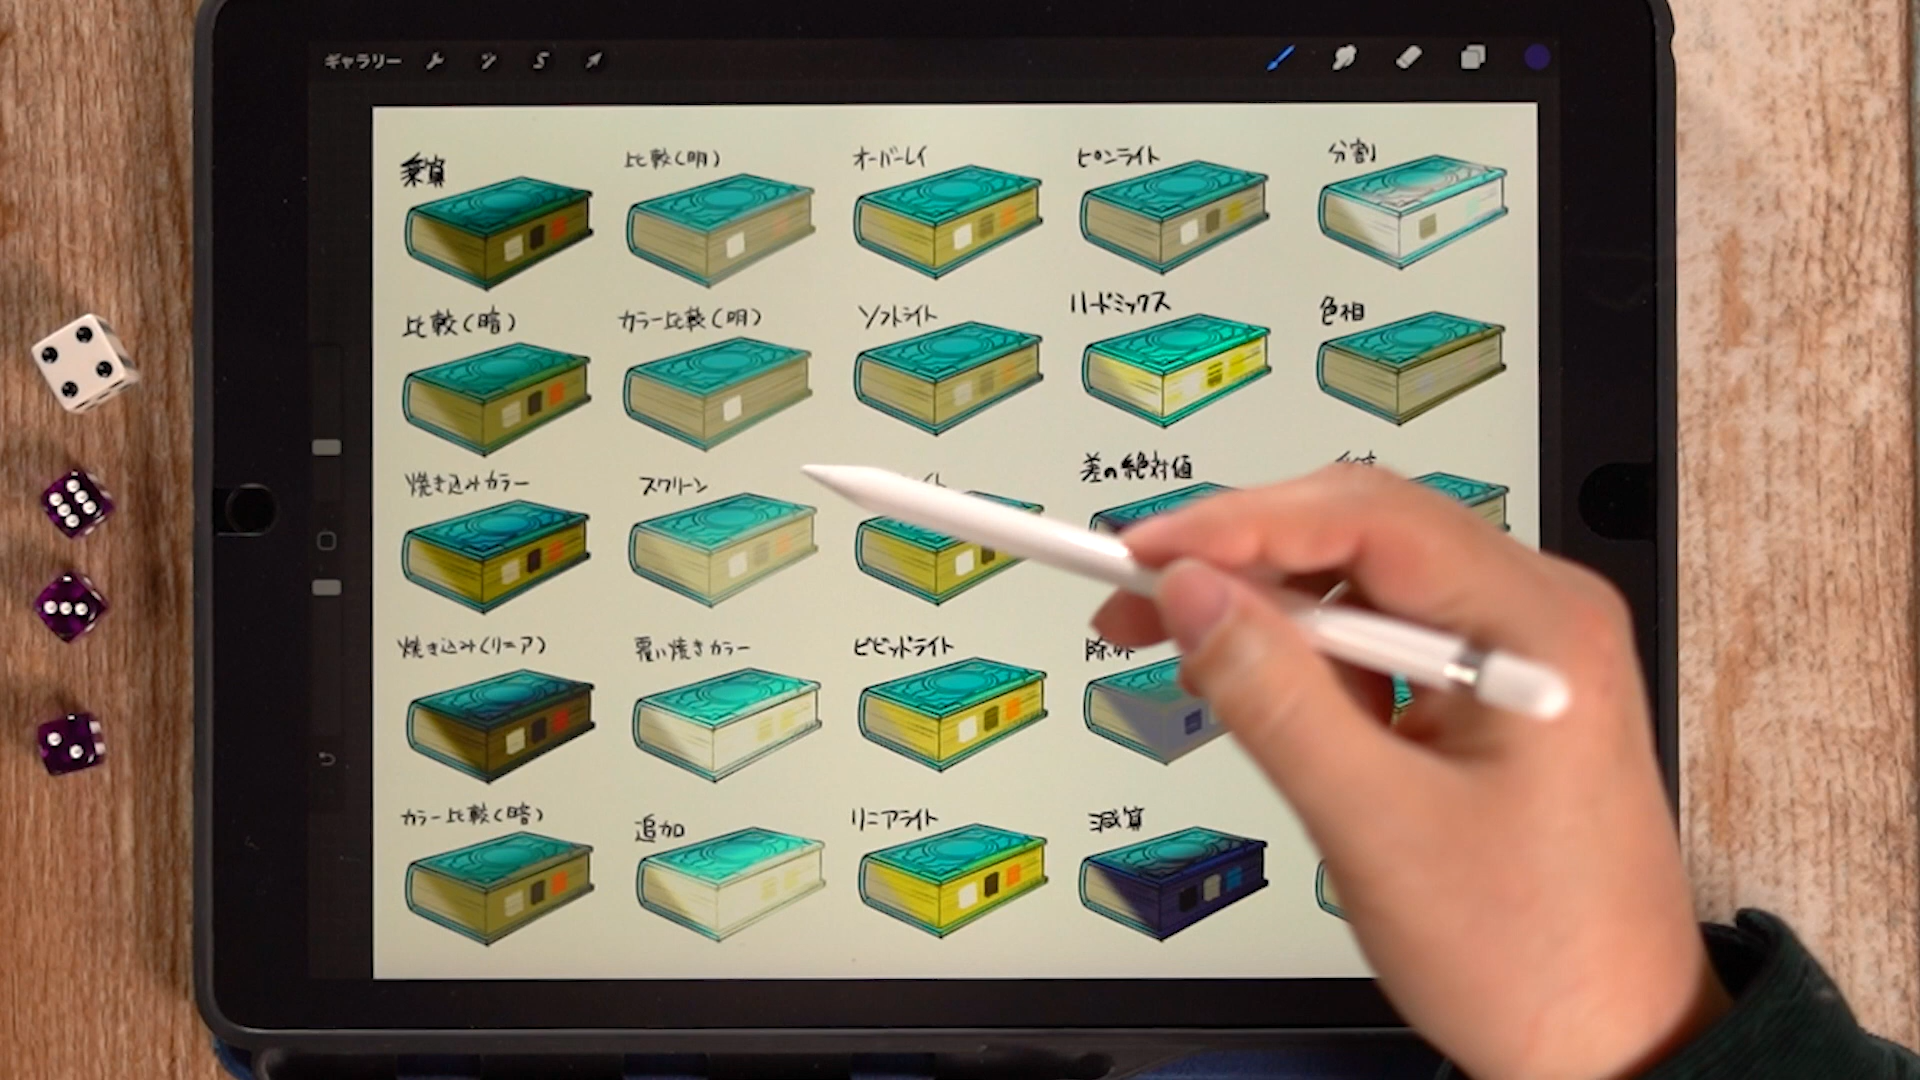 ギャラリー
乗算
比較(明)
オーバーレイ
ピンライト
分割
比較(暗)
カラー比較(明)
ソフトライト
ハードミックス
色相
焼き込みカラー
スクリーン
イト
差の絶対値
焼き込み(リニア)
覆い焼きカラー
ビビッドライト
除外
カラー比較(暗)
追加
リニアライト
減算